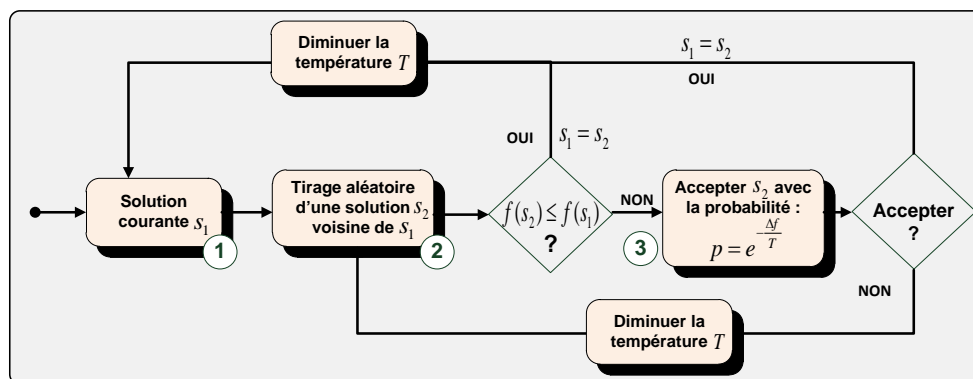 Diminuer la
température T
s₁ = s₂
OUI
OUI
s₁ = s₂
Solution
courante s₁
1
Tirage aléatoire
d'une solution s₂
voisine de s₁
2
f(s₂) ≤ f(s₁)
?
NON
3
Accepter s₂ avec
la probabilité :
p = e^(-Δf/T)
Accepter
?
NON
Diminuer la
température T